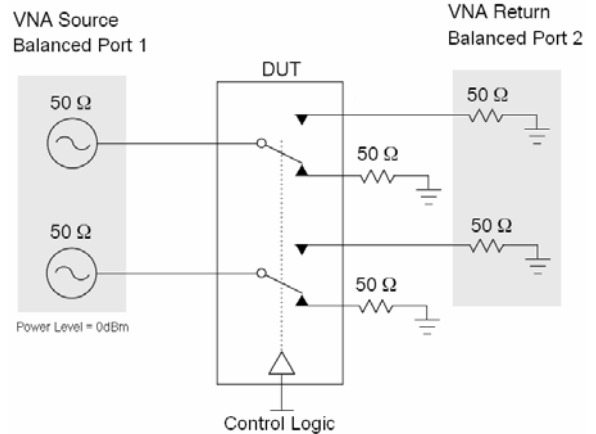 VNA Source
Balanced Port 1
VNA Return
Balanced Port 2
DUT
50 Ω
50 Ω
50 Ω
50 Ω
50 Ω
50 Ω
Power Level = 0dBm
Control Logic